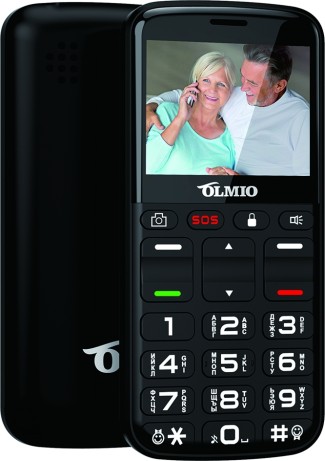 OLMIO
SOS
1 АБВГ 2 ABC ДЕЖЗ 3 DEF
ИЙКЛ 4 GHI МНОП 5 JKL РСТУ 6 MNO
ФХЦЧ 7 PQRS ШЩЪЫ 8 TUV ЬЭЮЯ 9 WXYZ
* 0 #
OLMIO